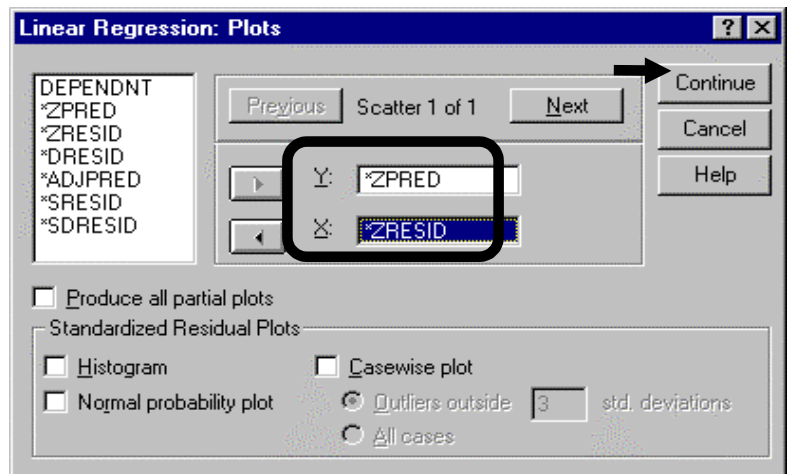 Linear Regression: Plots
DEPENDNT
*ZPRED
*ZRESID
*DRESID
*ADJPRED
*SRESID
*SDRESID
Previous Scatter 1 of 1 Next
Y: *ZPRED
X: *ZRESID
Continue
Cancel
Help
Produce all partial plots
Standardized Residual Plots
Histogram
Normal probability plot
Casewise plot
Outliers outside 3 std. deviations
All cases